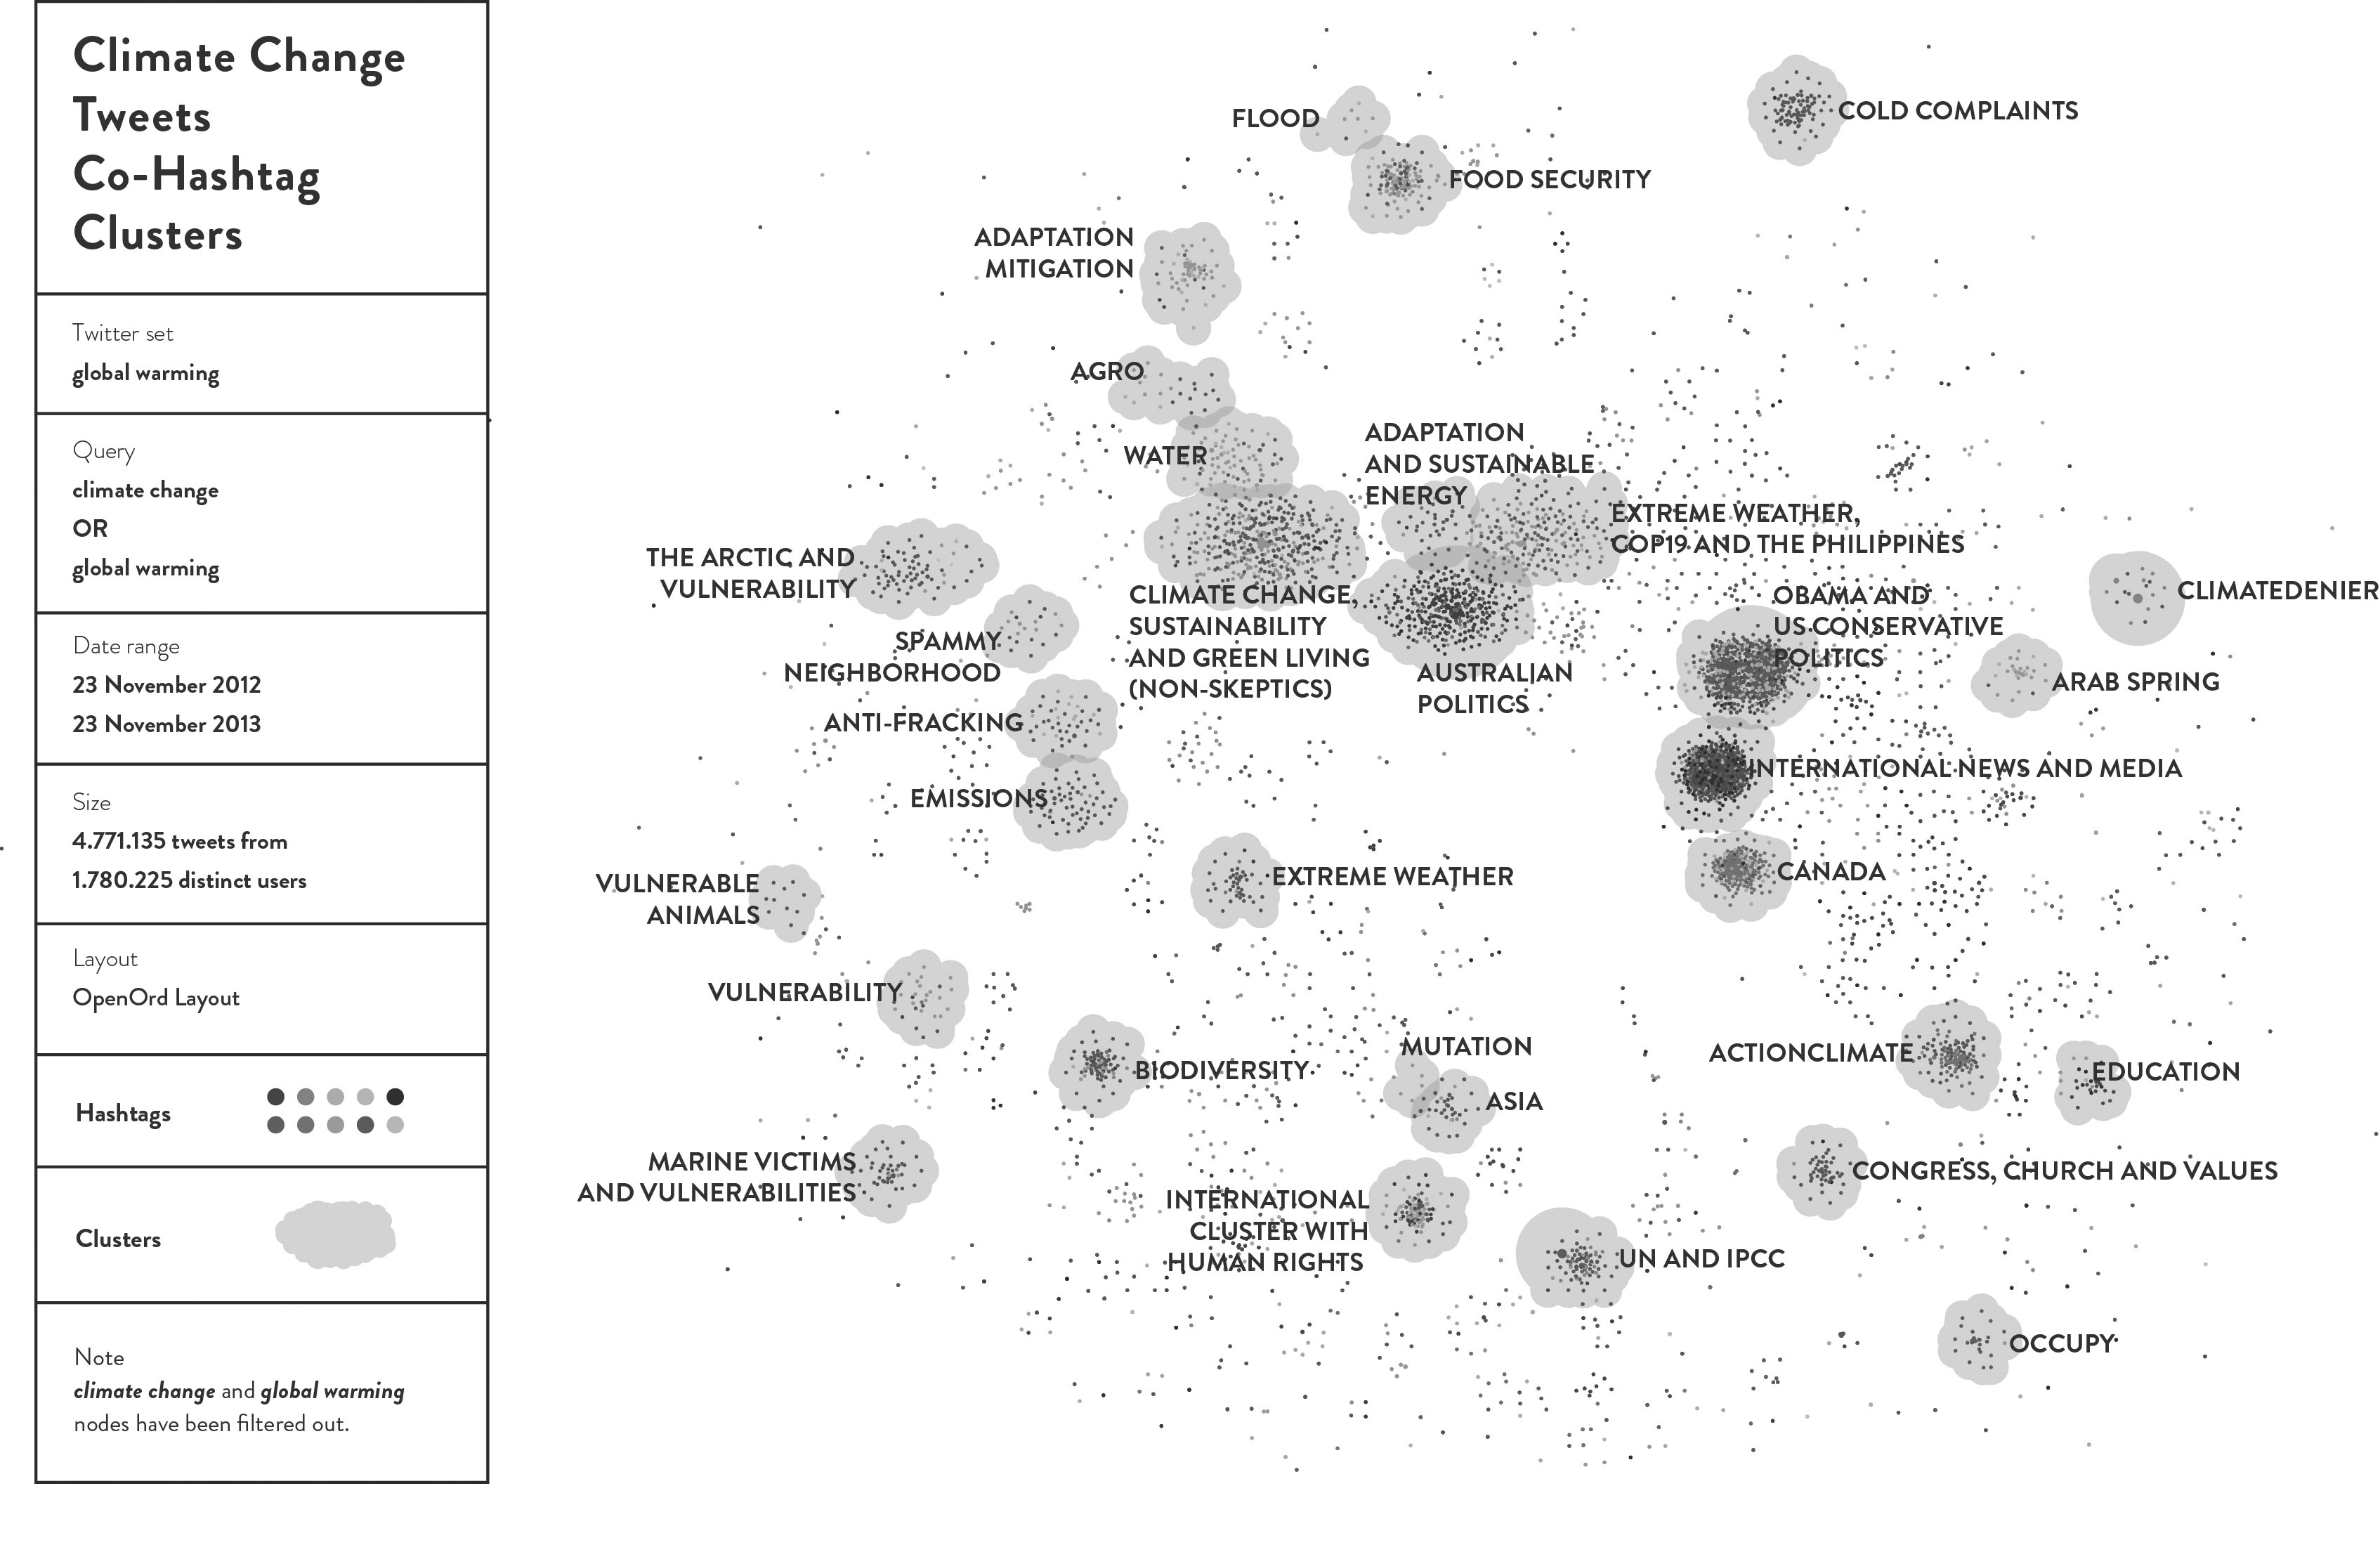 Climate Change
Tweets
Co-Hashtag
Clusters
Twitter set
global warming
Query
climate change
OR
global warming
Date range
23 November 2012
23 November 2013
Size
4.771.135 tweets from
1.780.225 distinct users
Layout
OpenOrd Layout
Hashtags
Clusters
Note
climate change and global warming
nodes have been filtered out.
COLD COMPLAINTS
FLOOD
FOOD SECURITY
ADAPTATION
MITIGATION
AGRO
WATER
ADAPTATION
AND SUSTAINABLE
ENERGY
EXTREME WEATHER,
COP19 AND THE PHILIPPINES
THE ARCTIC AND
VULNERABILITY
CLIMATE CHANGE,
SUSTAINABILITY
AND GREEN LIVING
(NON-SKEPTICS)
OBAMA AND
US CONSERVATIVE
POLITICS
CLIMATEDENIER
SPAMMY
NEIGHBORHOOD
AUSTRALIAN
POLITICS
ARAB SPRING
ANTI-FRACKING
INTERNATIONAL NEWS AND MEDIA
EMISSIONS
CANADA
EXTREME WEATHER
VULNERABLE
ANIMALS
VULNERABILITY
MUTATION
ACTIONCLIMATE
BIODIVERSITY
EDUCATION
ASIA
MARINE VICTIMS
AND VULNERABILITIES
CONGRESS, CHURCH AND VALUES
INTERNATIONAL
CLUSTER WITH
HUMAN RIGHTS
UN AND IPCC
OCCUPY